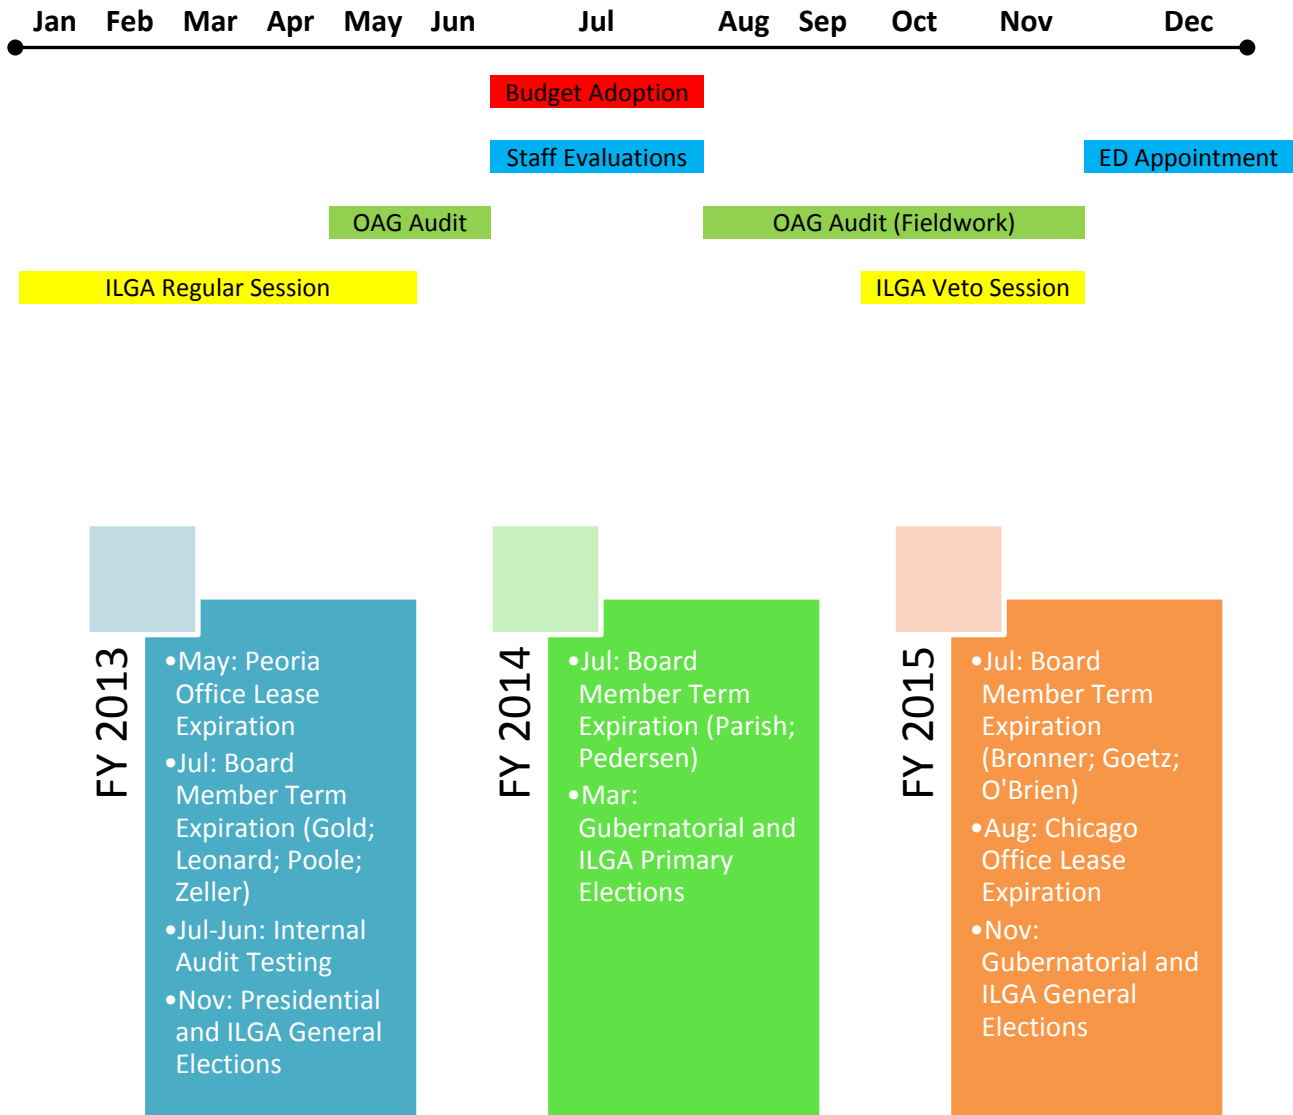 Jan Feb Mar Apr May Jun Jul Aug Sep Oct Nov Dec
Budget Adoption
Staff Evaluations
ED Appointment
OAG Audit
OAG Audit (Fieldwork)
ILGA Regular Session
ILGA Veto Session
FY 2013
•May: Peoria
Office Lease
Expiration
•Jul: Board
Member Term
Expiration (Gold;
Leonard; Poole;
Zeller)
•Jul-Jun: Internal
Audit Testing
•Nov: Presidential
and ILGA General
Elections
FY 2014
•Jul: Board
Member Term
Expiration (Parish;
Pedersen)
•Mar:
Gubernatorial and
ILGA Primary
Elections
FY 2015
•Jul: Board
Member Term
Expiration
(Bronner; Goetz;
O'Brien)
•Aug: Chicago
Office Lease
Expiration
•Nov:
Gubernatorial and
ILGA General
Elections